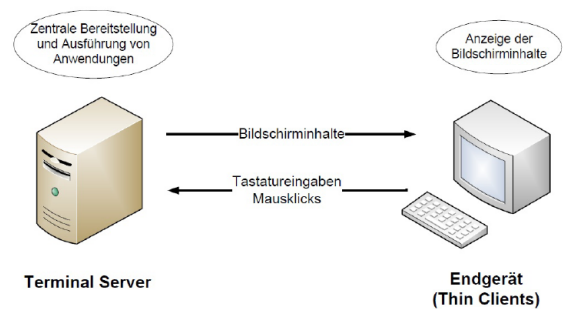 Zentrale Bereitstellung
und Ausführung von
Anwendungen
Anzeige der
Bildschirminhalte
Bildschirminhalte
Tastatureingaben
Mausklicks
Terminal Server
Endgerät
(Thin Clients)